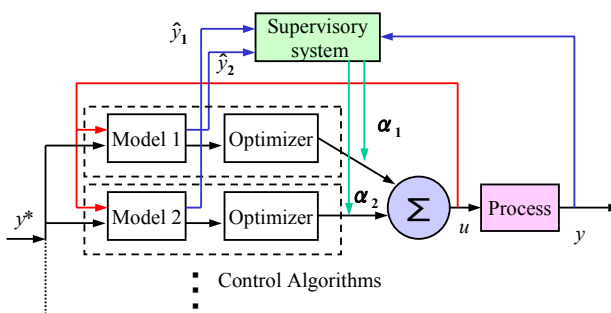 ŷ₁
Supervisory
system
ŷ₂
α₁
Model 1
Optimizer
Model 2
Optimizer
α₂
Σ
Process
y*
u
y
Control Algorithms